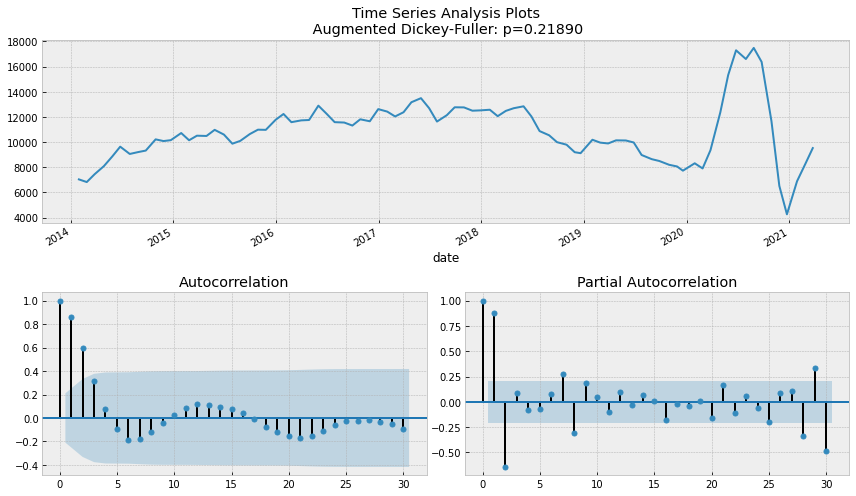 Time Series Analysis Plots
Augmented Dickey-Fuller: p=0.21890
18000
16000
14000
12000
10000
8000
6000
4000
2014 2015 2016 2017 2018 2019 2020 2021
date
Autocorrelation
1.0
0.8
0.6
0.4
0.2
0.0
−0.2
−0.4
0 5 10 15 20 25 30
Partial Autocorrelation
1.00
0.75
0.50
0.25
0.00
−0.25
−0.50
0 5 10 15 20 25 30